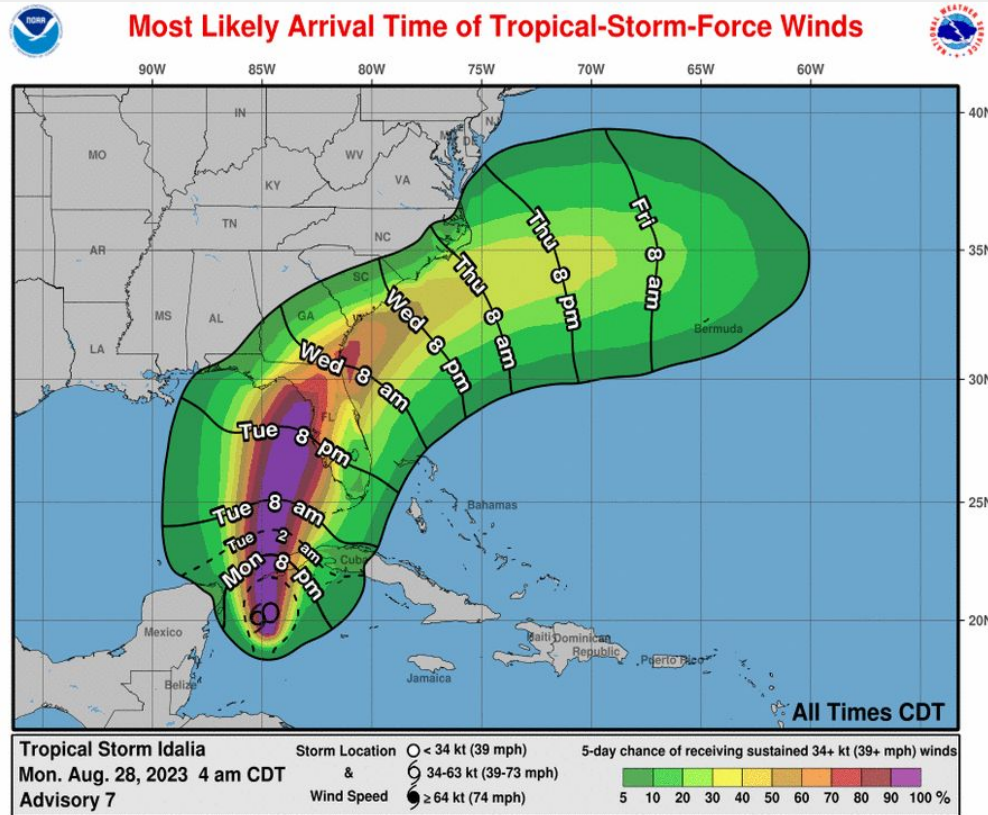 NOAA
Most Likely Arrival Time of Tropical-Storm-Force Winds
NATIONAL WEATHER SERVICE
90W 85W 80W 75W 70W 65W 60W
40N
IN
NJ
MO
WV
DE
KY
VA
TN
NC
AR
35N
SC
MS
AL
GA
LA
Bermuda
30N
FL
25N
Bahamas
Cuba
20N
Mexico
Haiti
Dominican
Republic
Puerto Rico
Jamaica
Belize
Fri 8 am
Thu 8 pm
Thu 8 am
Wed 8 pm
Wed 8 am
Tue 8 pm
Tue 8 am
Tue 2 am
Mon 8 pm
All Times CDT
Tropical Storm Idalia
Mon. Aug. 28, 2023 4 am CDT
Advisory 7
Storm Location
&
Wind Speed
< 34 kt (39 mph)
34-63 kt (39-73 mph)
≥ 64 kt (74 mph)
5-day chance of receiving sustained 34+ kt (39+ mph) winds
5 10 20 30 40 50 60 70 80 90 100 %